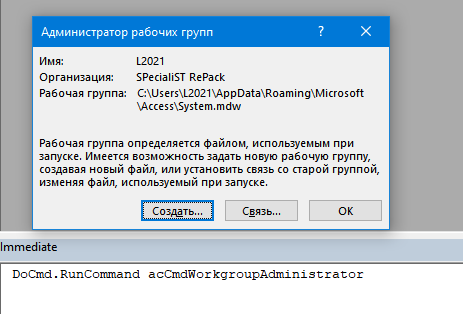 Администратор рабочих групп
?
Имя: L2021
Организация: SPecialiST RePack
Рабочая группа: C:\Users\L2021\AppData\Roaming\Microsoft
\Access\System.mdw
Рабочая группа определяется файлом, используемым при
запуске. Имеется возможность задать новую рабочую группу,
создавая новый файл, или установить связь со старой группой,
изменяя файл, используемый при запуске.
Создать... Связь... ОК
Immediate
DoCmd.RunCommand acCmdWorkgroupAdministrator